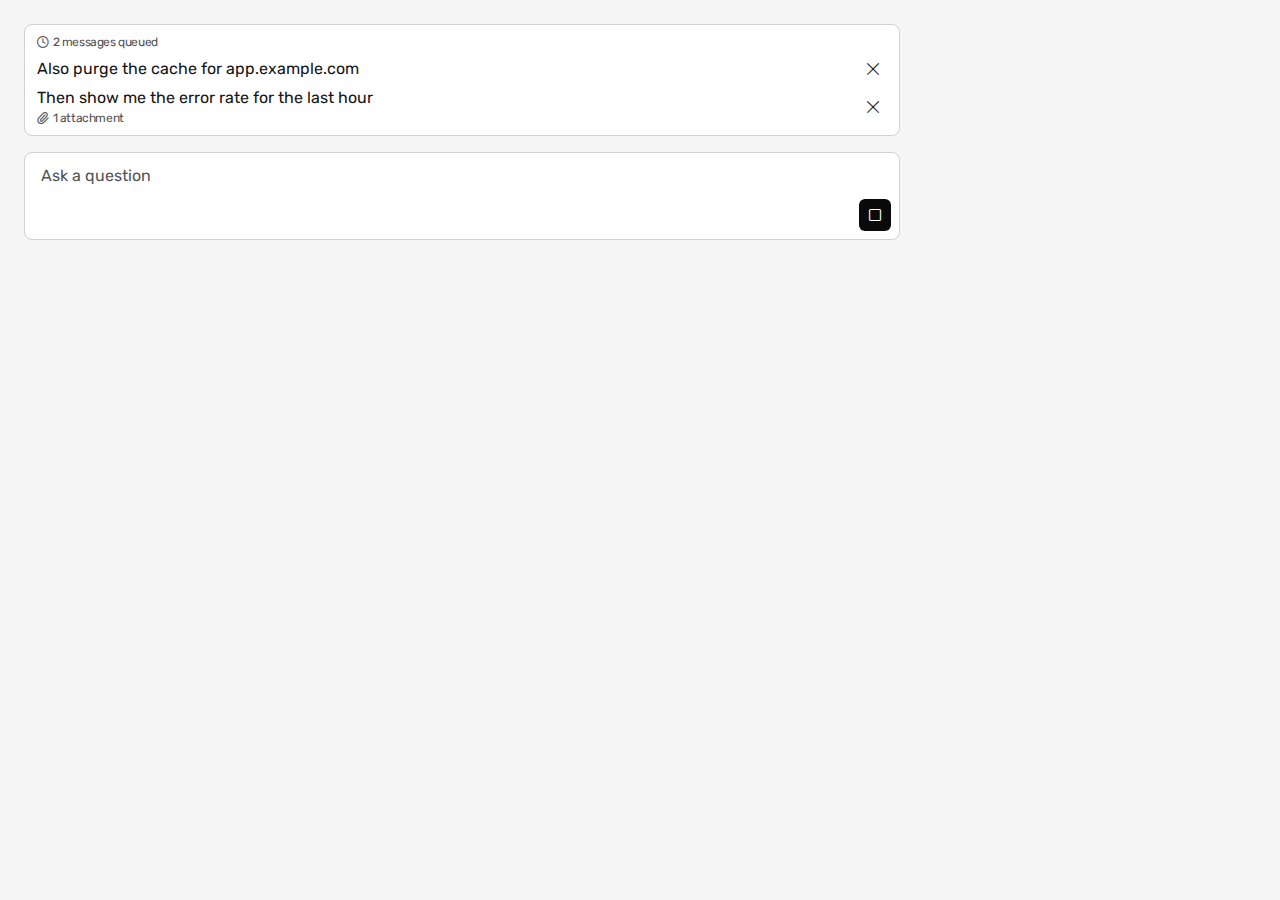 2 messages queued
Also purge the cache for app.example.com
Then show me the error rate for the last hour
1 attachment
Ask a question